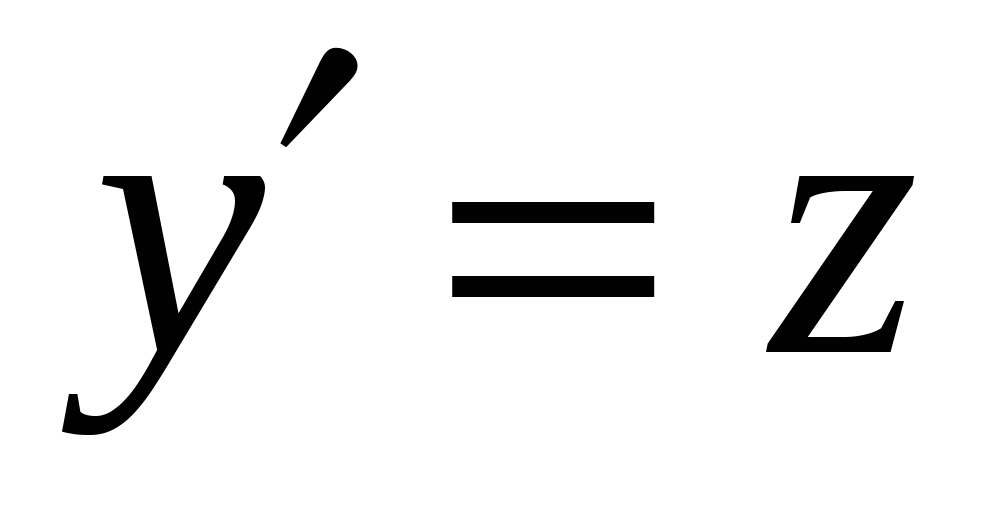 y′ = z